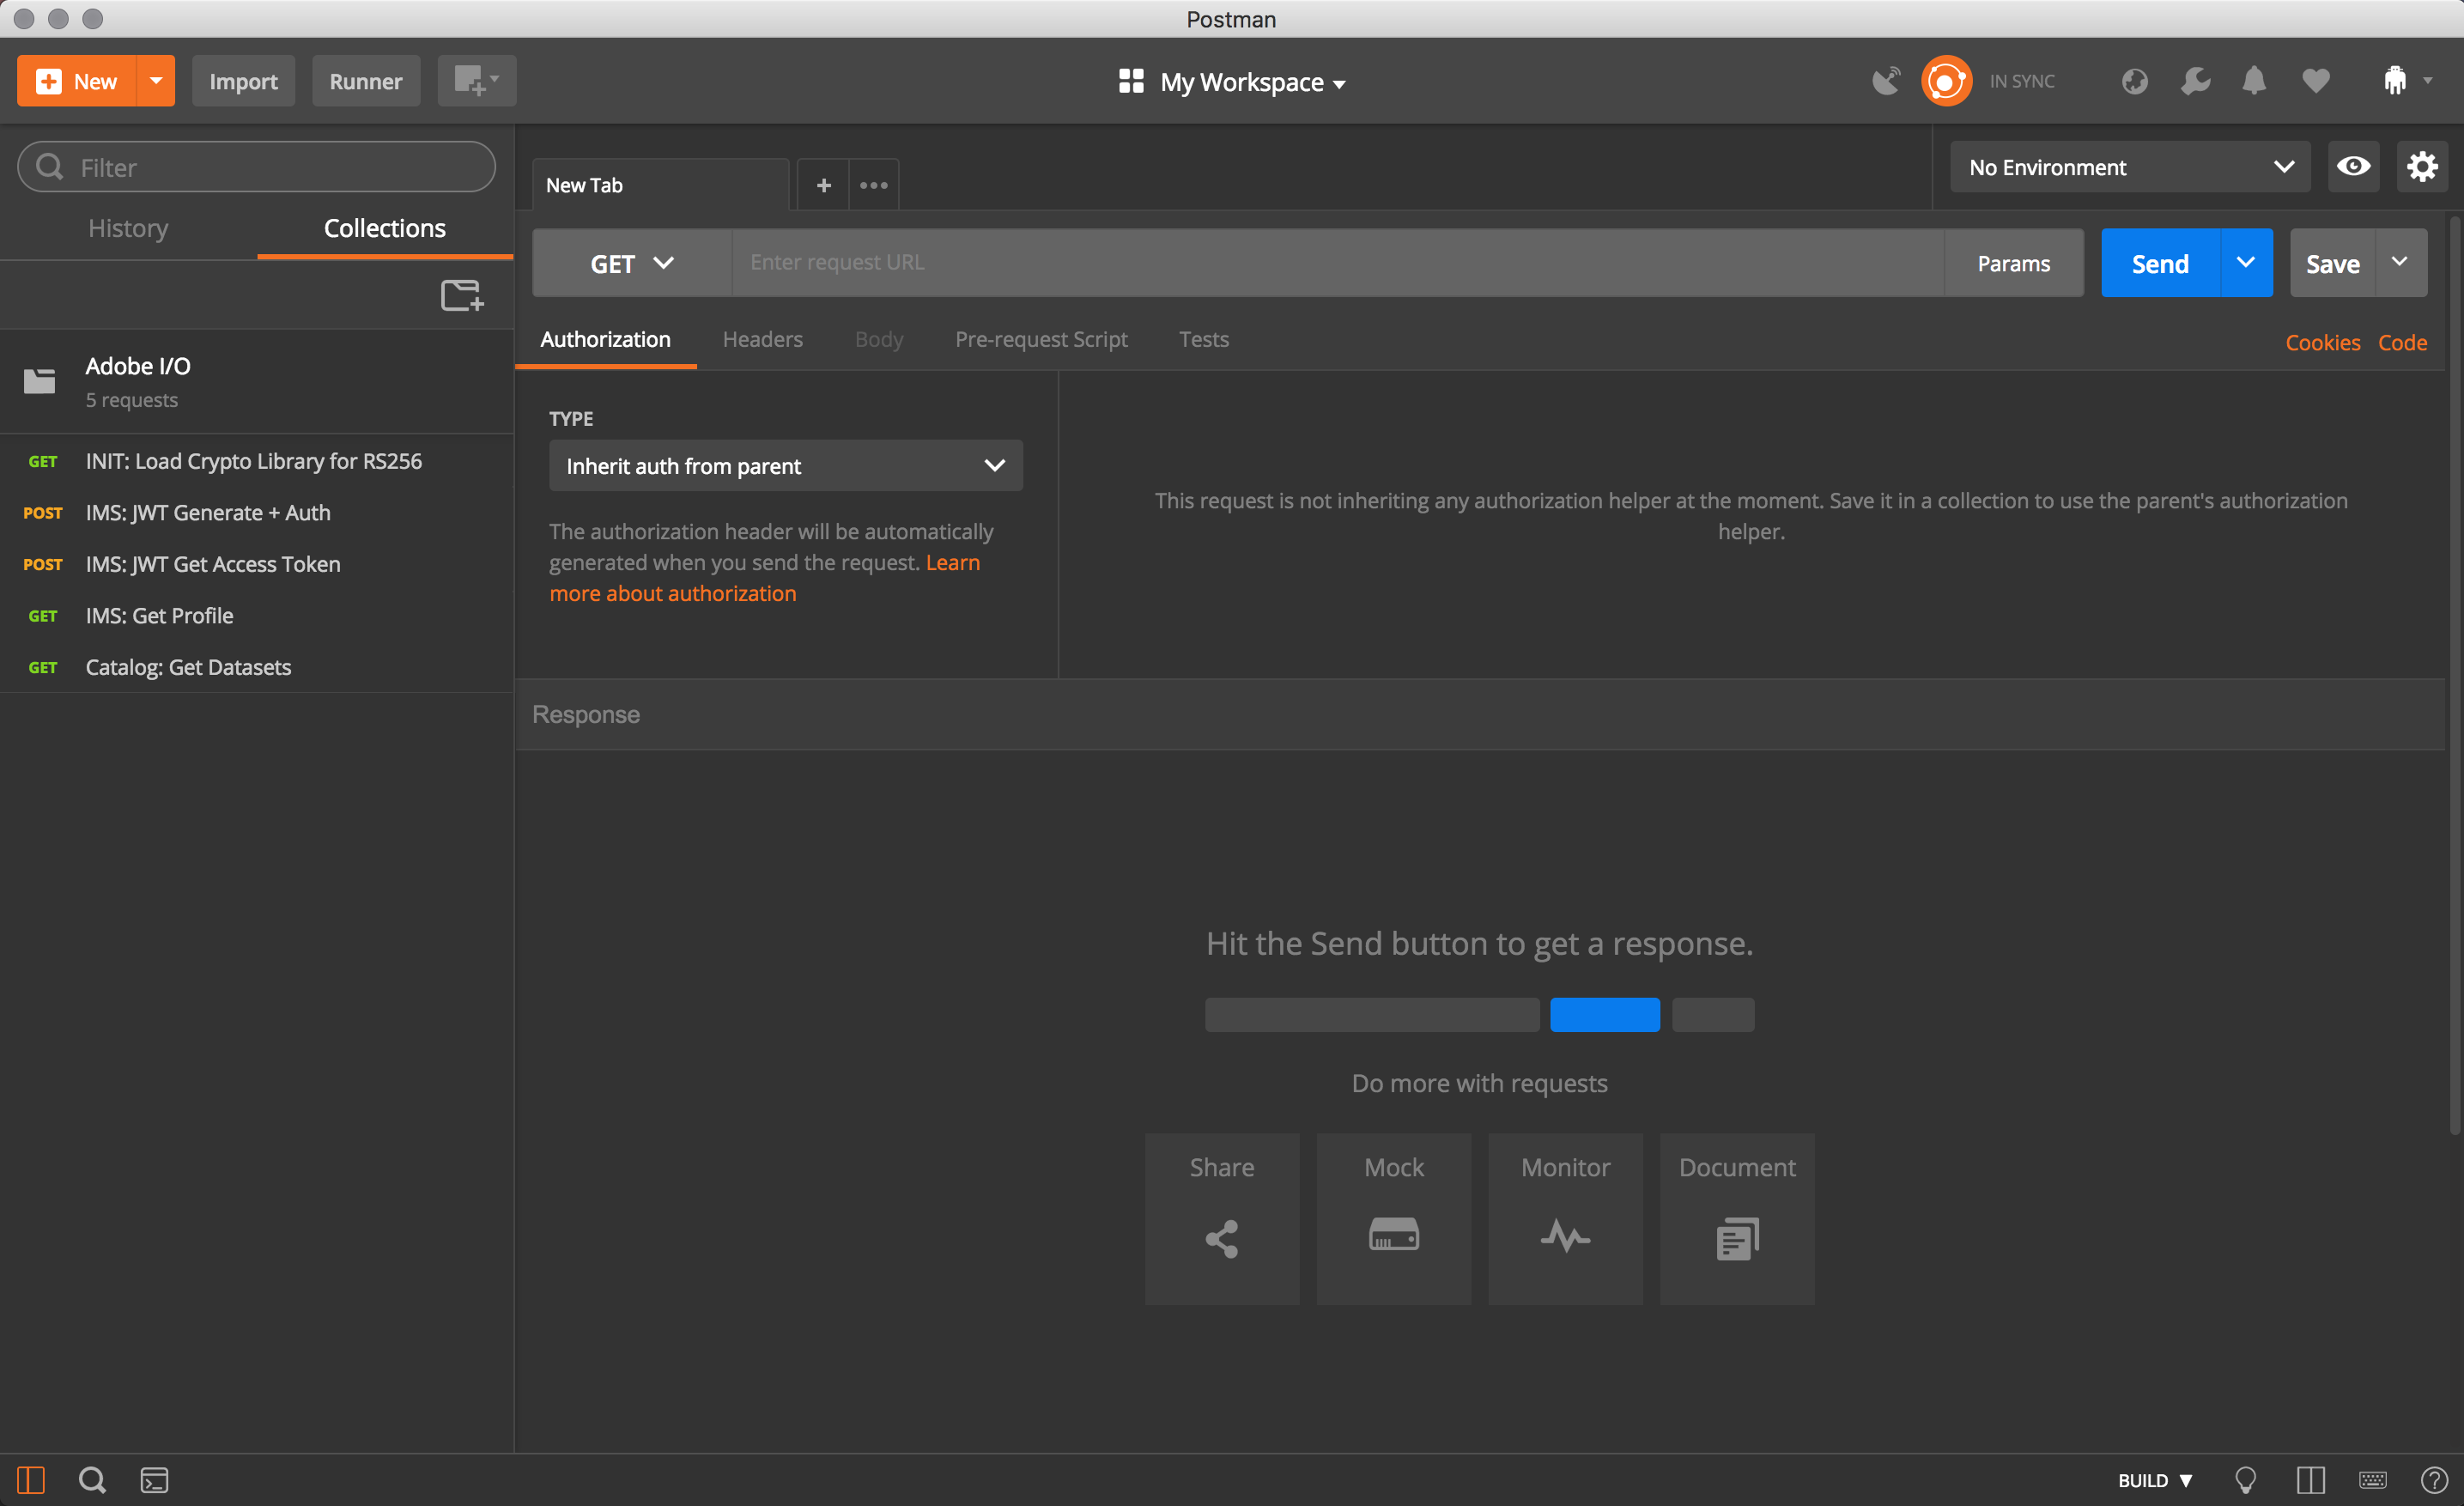 Postman
New
Import
Runner
My Workspace
IN SYNC
Filter
History
Collections
New Tab
No Environment
GET
Enter request URL
Params
Send
Save
Authorization
Headers
Body
Pre-request Script
Tests
Cookies
Code
Adobe I/O
5 requests
GET INIT: Load Crypto Library for RS256
POST IMS: JWT Generate + Auth
POST IMS: JWT Get Access Token
GET IMS: Get Profile
GET Catalog: Get Datasets
TYPE
Inherit auth from parent
The authorization header will be automatically
generated when you send the request. Learn
more about authorization
This request is not inheriting any authorization helper at the moment. Save it in a collection to use the parent's authorization
helper.
Response
Hit the Send button to get a response.
Do more with requests
Share
Mock
Monitor
Document
BUILD